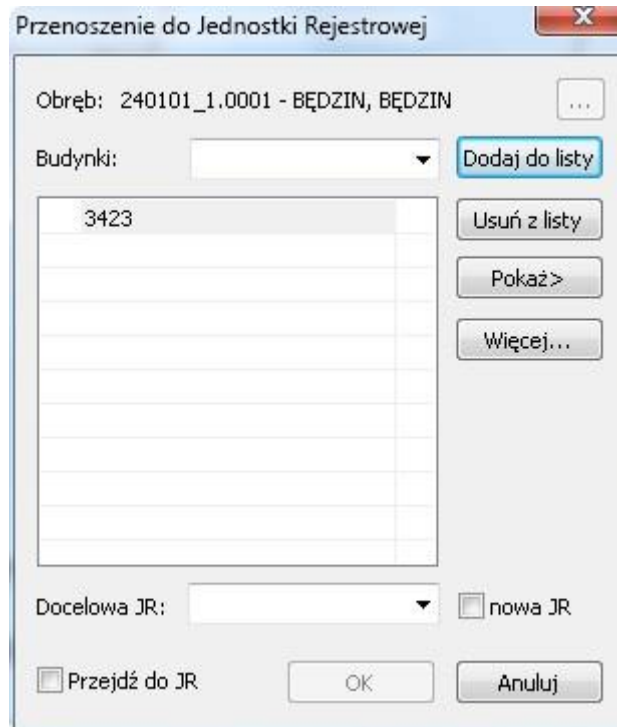 Przenoszenie do Jednostki Rejestrowej
Obręb: 240101_1.0001 - BĘDZIN, BĘDZIN
...
Budynki:
Dodaj do listy
3423
Usuń z listy
Pokaż>
Więcej...
Docelowa JR:
nowa JR
Przejdź do JR
OK
Anuluj